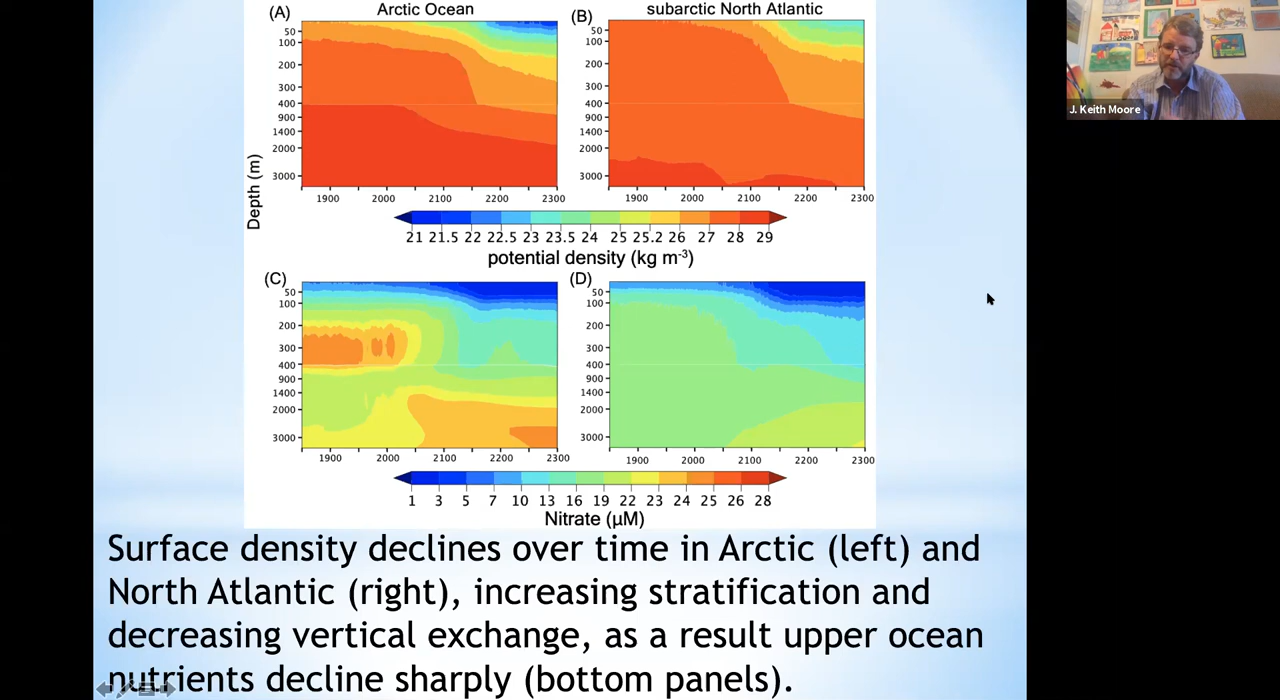 (A)
Arctic Ocean
(B)
subarctic North Atlantic
50
100
200
300
400
900
1400
2000
3000
1900 2000 2100 2200 2300
50
100
200
300
400
900
1400
2000
3000
1900 2000 2100 2200 2300
Depth (m)
21 21.5 22 22.5 23 23.5 24 25 25.2 26 27 28 29
potential density (kg m-3)
(C)
(D)
50
100
200
300
400
900
1400
2000
3000
1900 2000 2100 2200 2300
50
100
200
300
400
900
1400
2000
3000
1900 2000 2100 2200 2300
1 3 5 7 10 13 16 19 22 23 24 25 26 28
Nitrate (µM)
Surface density declines over time in Arctic (left) and
North Atlantic (right), increasing stratification and
decreasing vertical exchange, as a result upper ocean
nutrients decline sharply (bottom panels).
J. Keith Moore